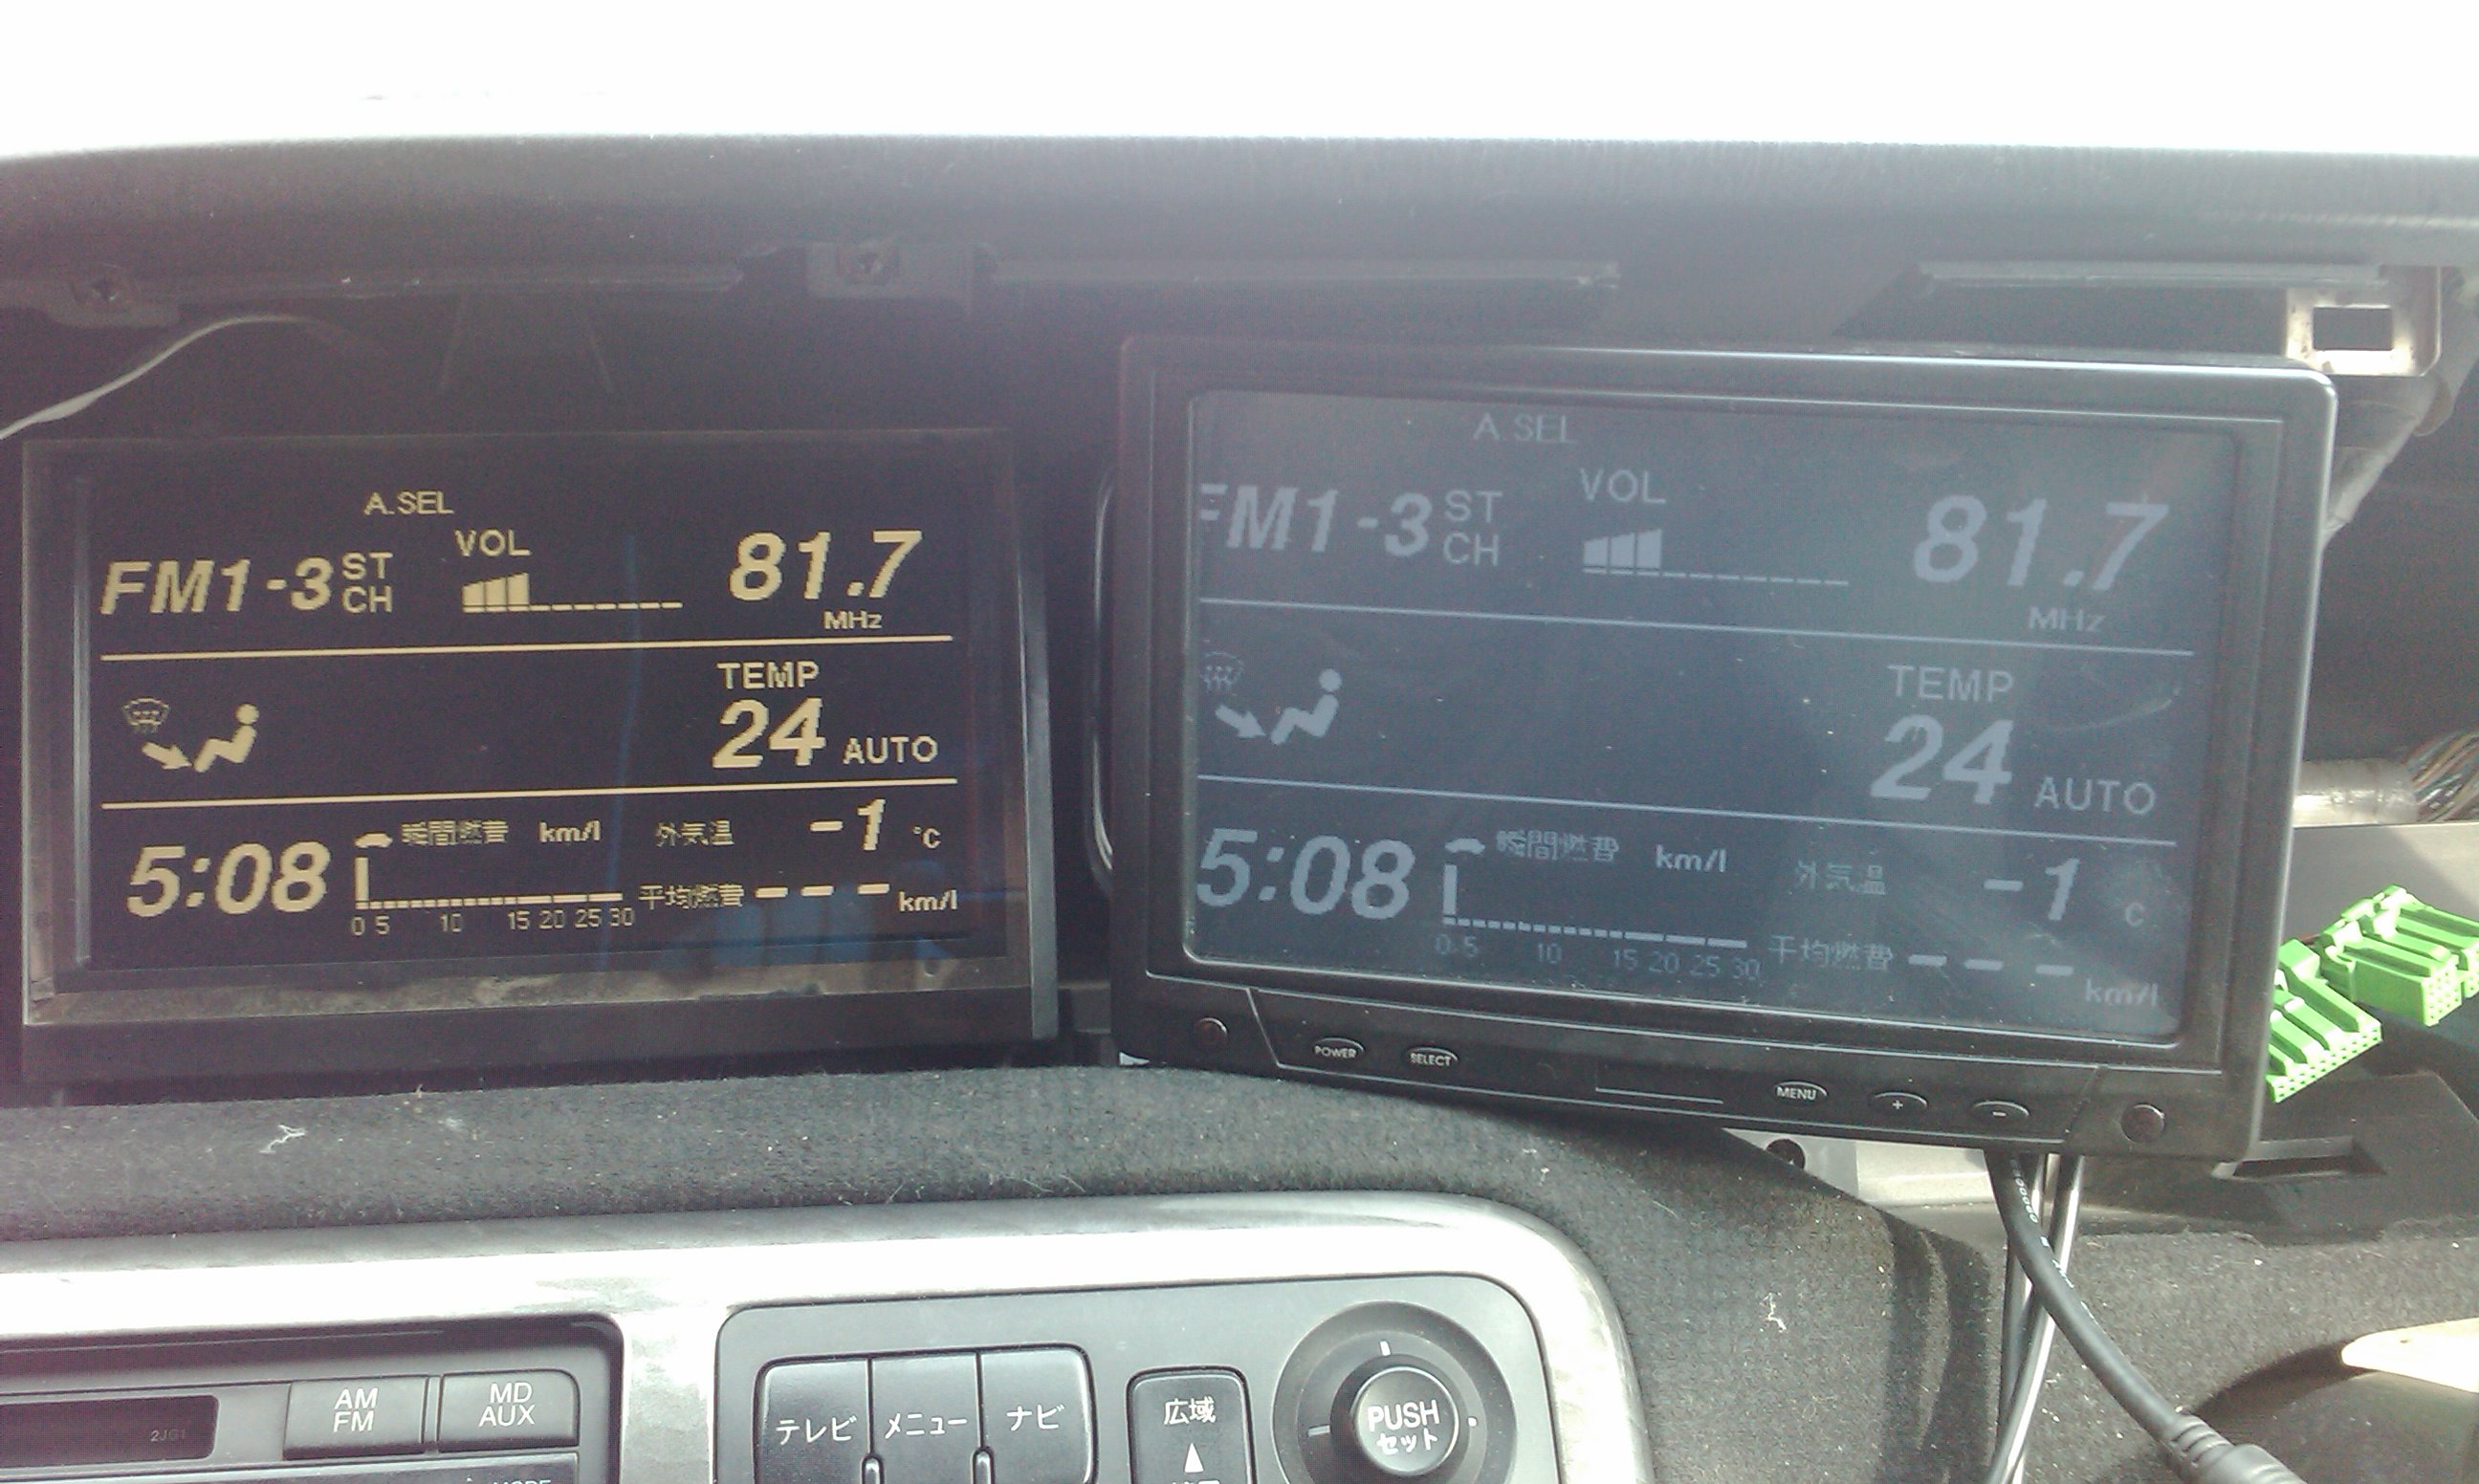 A.SEL
FM1-3 ST CH VOL 81.7 MHz
TEMP
24 AUTO
瞬間燃費 km/l 外気温 -1 °C
5:08
平均燃費 --- km/l
0 5 10 15 20 25 30
A.SEL
FM1-3 ST CH VOL 81.7 MHz
TEMP
24 AUTO
瞬間燃費 km/l 外気温 -1 C
5:08
平均燃費 --- km/l
0 5 10 15 20 25 30
POWER SELECT MENU + -
AM FM
MD AUX
2JG1
テレビ メニュー ナビ
広域
PUSH
セット